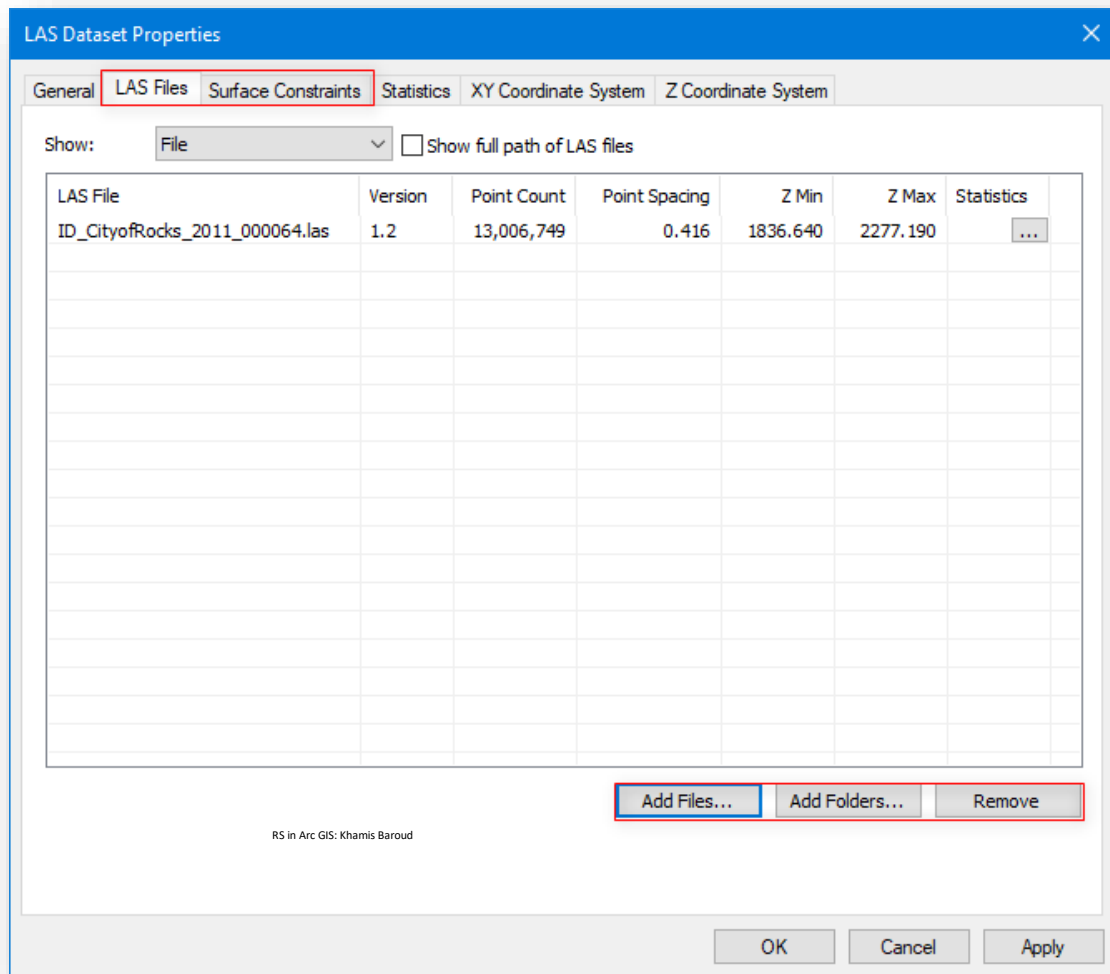 LAS Dataset Properties
General LAS Files Surface Constraints Statistics XY Coordinate System Z Coordinate System
Show: File Show full path of LAS files
LAS File Version Point Count Point Spacing Z Min Z Max Statistics
ID_CityofRocks_2011_000064.las 1.2 13,006,749 0.416 1836.640 2277.190 ...
Add Files... Add Folders... Remove
RS in Arc GIS: Khamis Baroud
OK Cancel Apply